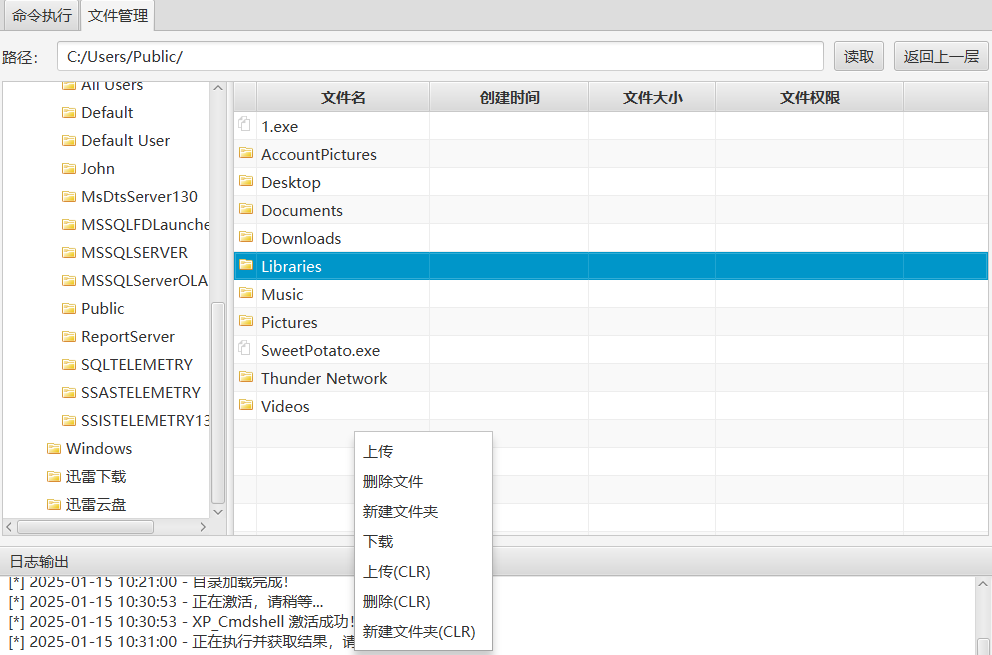 命令执行 文件管理
路径： C:/Users/Public/ 读取 返回上一层
All Users
Default
Default User
John
MsDtsServer130
MSSQLFDLaunche
MSSQLSERVER
MSSQLServerOLA
Public
ReportServer
SQLTELEMETRY
SSASTELEMETRY
SSISTELEMETRY13
Windows
迅雷下载
迅雷云盘
文件名 创建时间 文件大小 文件权限
1.exe
AccountPictures
Desktop
Documents
Downloads
Libraries
Music
Pictures
SweetPotato.exe
Thunder Network
Videos
上传
删除文件
新建文件夹
下载
上传(CLR)
删除(CLR)
新建文件夹(CLR)
日志输出
[*] 2025-01-15 10:21:00 - 目录加载完成!
[*] 2025-01-15 10:30:53 - 正在激活，请稍等...
[*] 2025-01-15 10:30:53 - XP_Cmdshell 激活成功!
[*] 2025-01-15 10:31:00 - 正在执行并获取结果，请